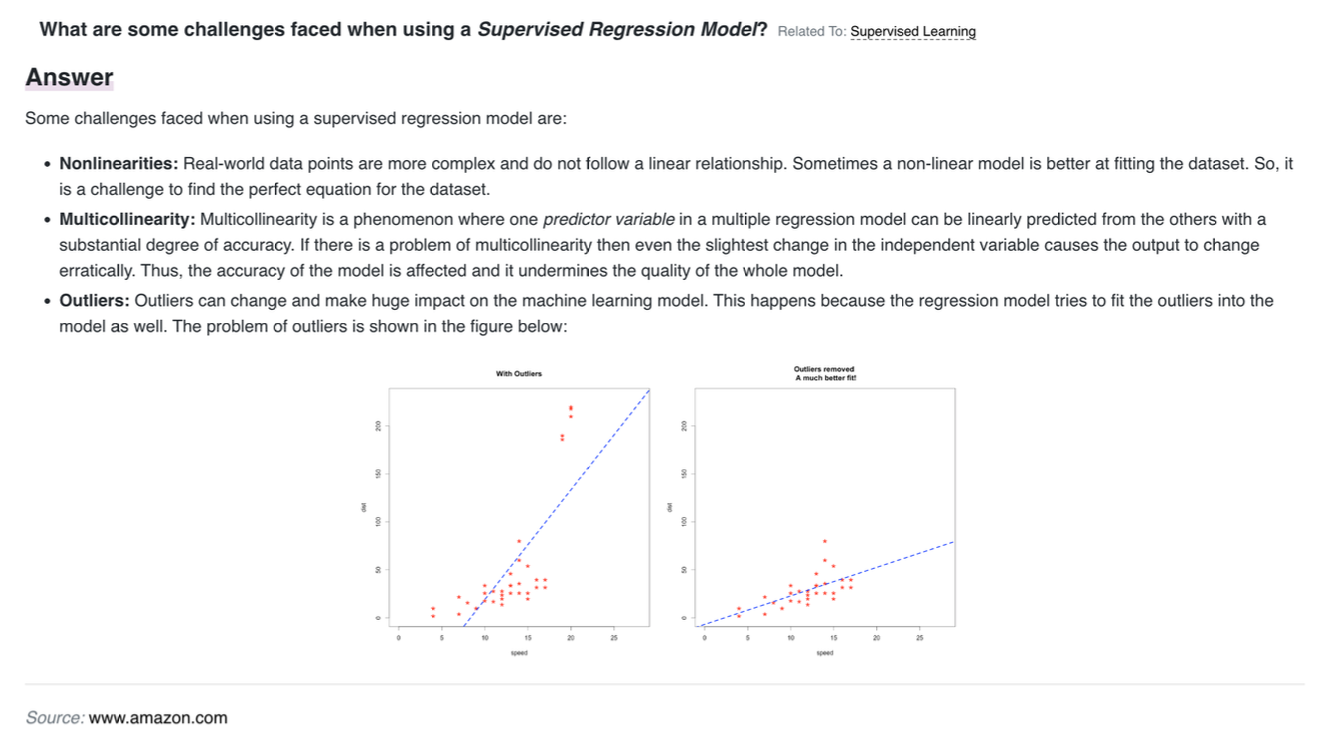 What are some challenges faced when using a Supervised Regression Model? Related To: Supervised Learning
Answer
Some challenges faced when using a supervised regression model are:
• Nonlinearities: Real-world data points are more complex and do not follow a linear relationship. Sometimes a non-linear model is better at fitting the dataset. So, it
is a challenge to find the perfect equation for the dataset.
• Multicollinearity: Multicollinearity is a phenomenon where one predictor variable in a multiple regression model can be linearly predicted from the others with a
substantial degree of accuracy. If there is a problem of multicollinearity then even the slightest change in the independent variable causes the output to change
erratically. Thus, the accuracy of the model is affected and it undermines the quality of the whole model.
• Outliers: Outliers can change and make huge impact on the machine learning model. This happens because the regression model tries to fit the outliers into the
model as well. The problem of outliers is shown in the figure below:
With Outliers
200
150
100
50
0
dist
0 5 10 15 20 25
speed
Outliers removed
A much better fit!
200
150
100
50
0
dist
0 5 10 15 20 25
speed
Source: www.amazon.com